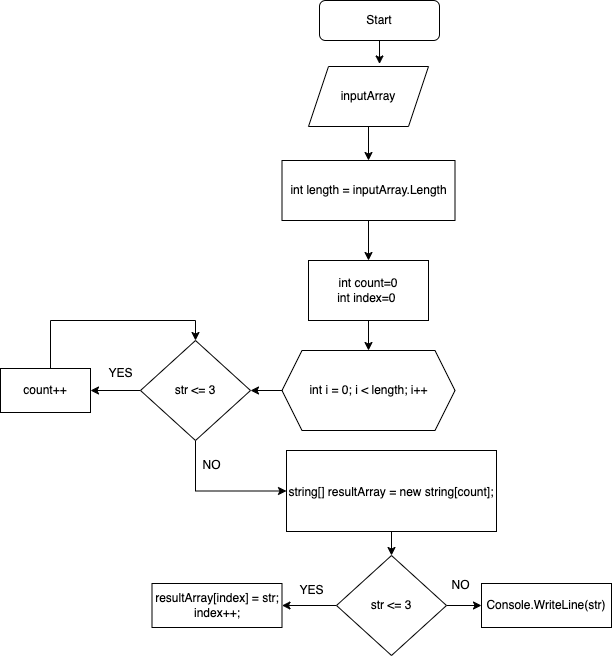 Start
inputArray
int length = inputArray.Length
int count=0
int index=0
int i = 0; i < length; i++
str <= 3
YES
count++
NO
string[] resultArray = new string[count];
str <= 3
YES
resultArray[index] = str;
index++;
NO
Console.WriteLine(str)